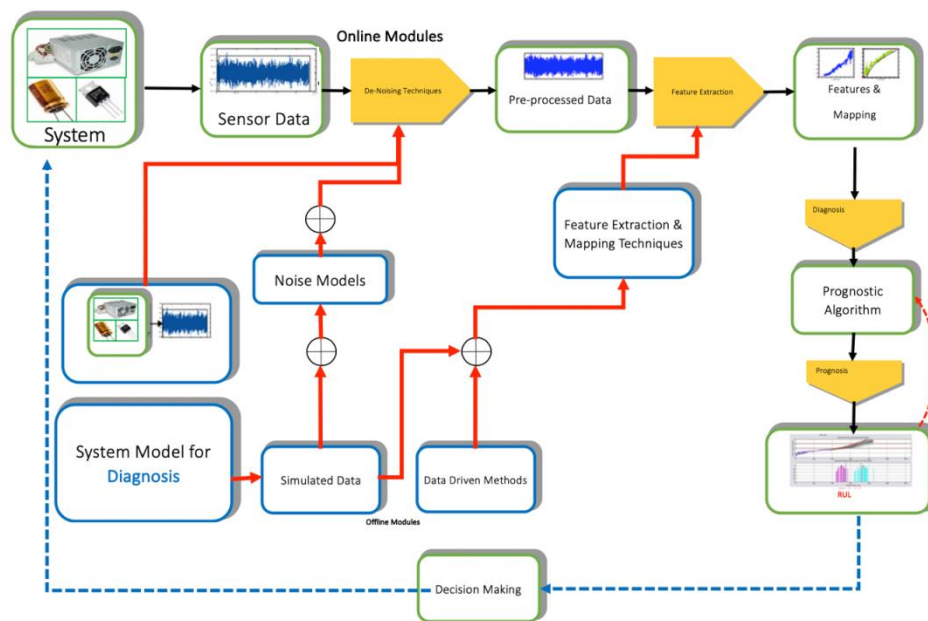 Online Modules
System
Sensor Data
De-Noising Techniques
Pre-processed Data
Feature Extraction
Features &
Mapping
Feature Extraction &
Mapping Techniques
Diagnosis
Noise Models
Prognostic
Algorithm
Prognosis
System Model for
Diagnosis
Simulated Data
Data Driven Methods
RUL
Offline Modules
Decision Making